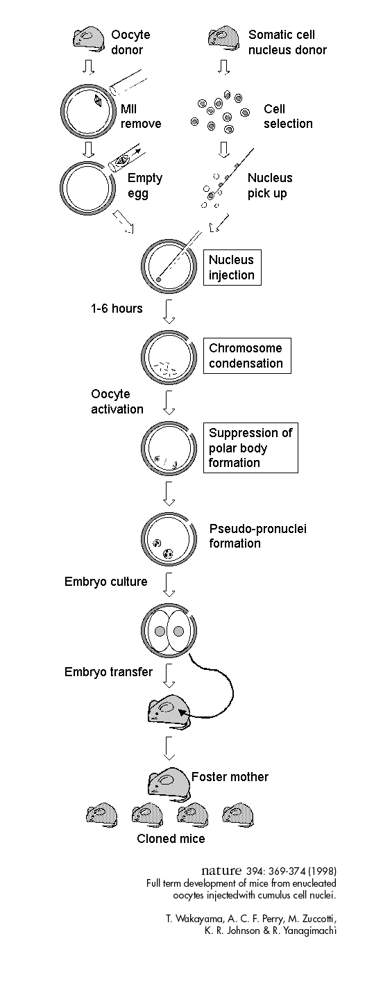 Oocyte
donor
Somatic cell
nucleus donor
MII
remove
Cell
selection
Empty
egg
Nucleus
pick up
Nucleus
injection
1-6 hours
Chromosome
condensation
Oocyte
activation
Suppression of
polar body
formation
Pseudo-pronuclei
formation
Embryo culture
Embryo transfer
Foster mother
Cloned mice
nature 394: 369-374 (1998)
Full term development of mice from enucleated
oocytes injectedwith cumulus cell nuclei.
T. Wakayama, A. C. F. Perry, M. Zuccotti,
K. R. Johnson & R. Yanagimachi